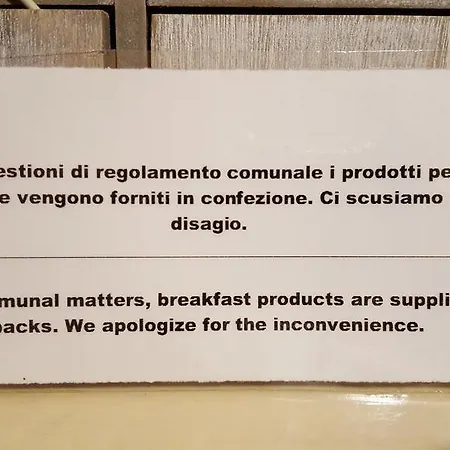 estioni di regolamento comunale i prodotti pe
e vengono forniti in confezione. Ci scusiamo
disagio.
munal matters, breakfast products are suppli
packs. We apologize for the inconvenience.